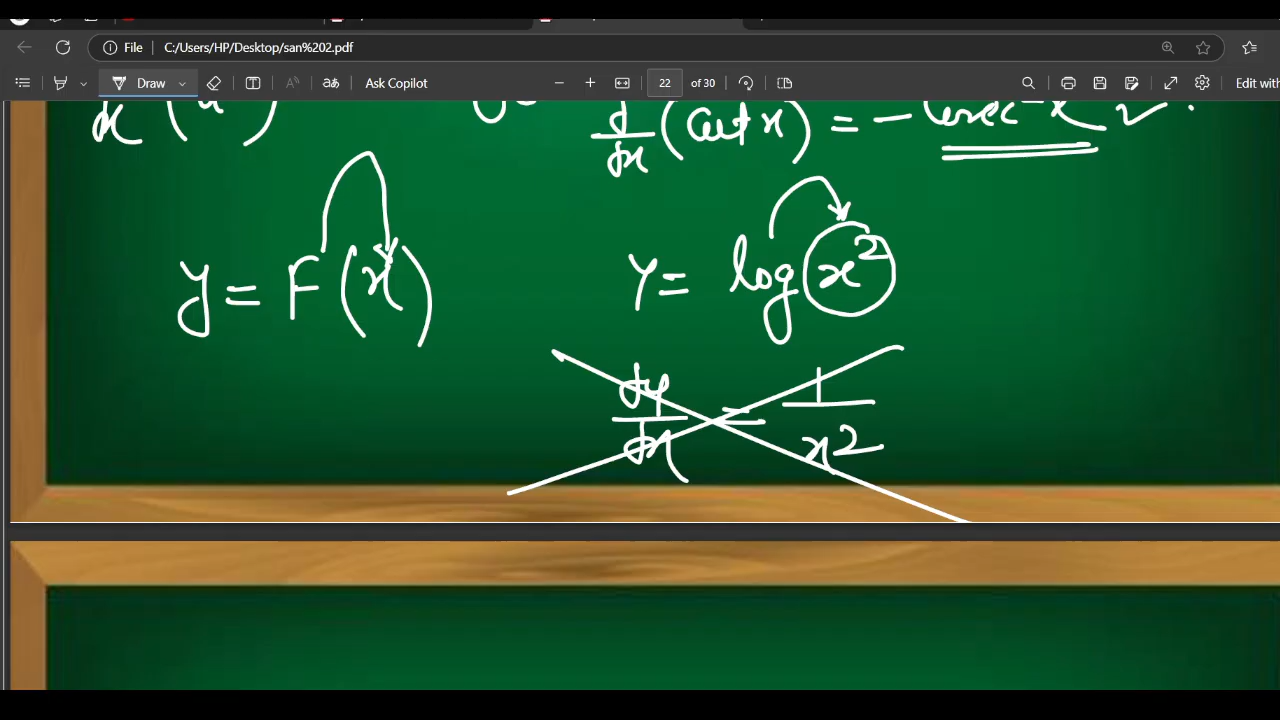 File | C:/Users/HP/Desktop/san%202.pdf
Draw 22 of 30 Ask Copilot Edit with
d/dx (Cot x) = - Cosec² x
y = F(x)
Y = log x²
dy/dx = 1/x²